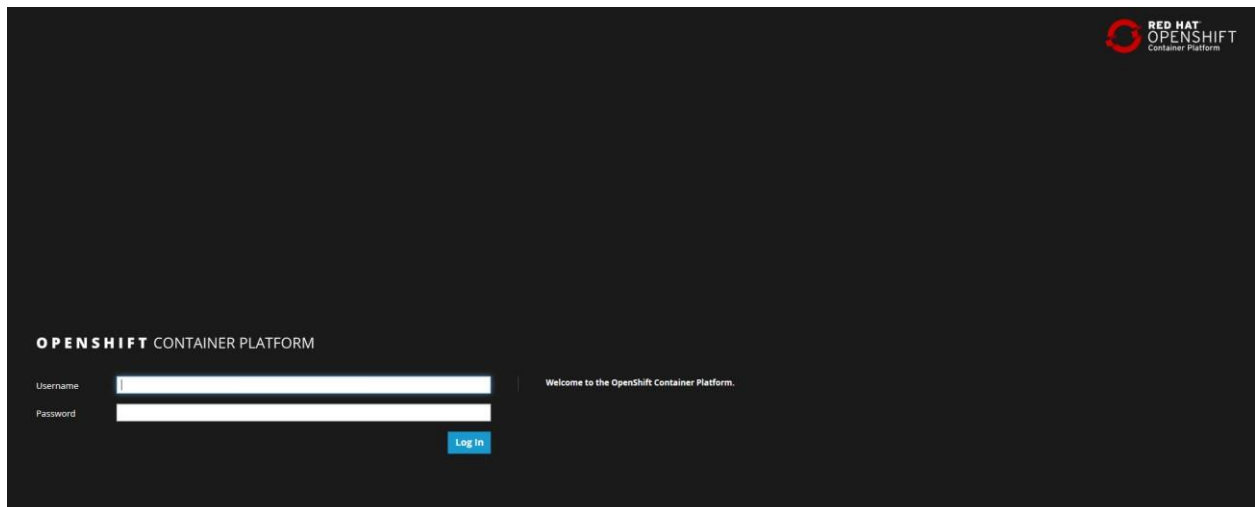 RED HAT
OPENSHIFT
Container Platform
OPENSHIFT CONTAINER PLATFORM
Username
Welcome to the OpenShift Container Platform.
Password
Log In